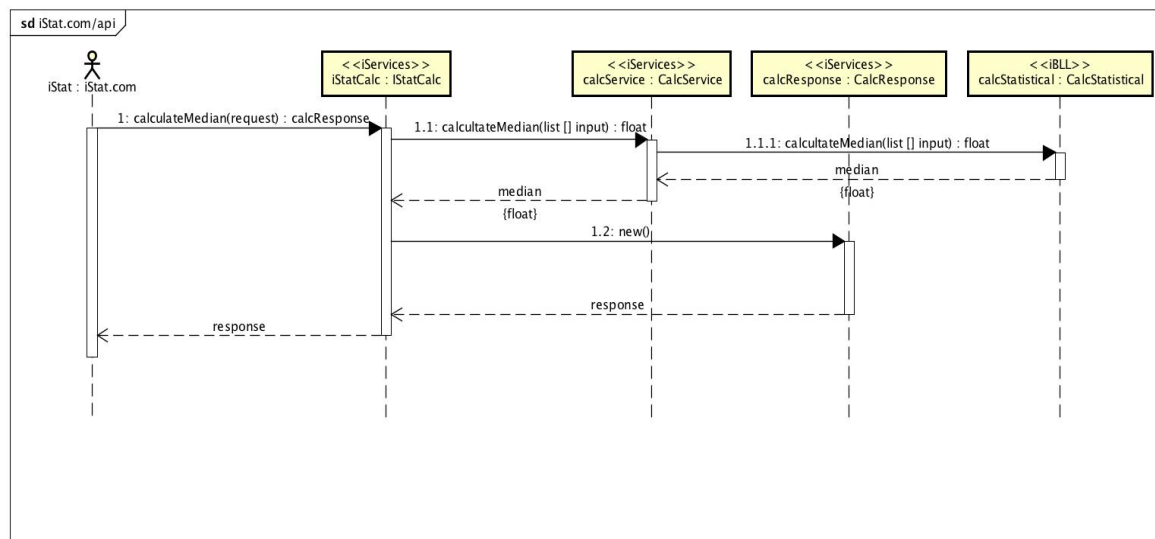 sd iStat.com/api
iStat : iStat.com
<<iServices>>
iStatCalc : IStatCalc
<<iServices>>
calcService : CalcService
<<iServices>>
calcResponse : CalcResponse
<<iBLL>>
calcStatistical : CalcStatistical
1: calculateMedian(request) : calcResponse
1.1: calcultateMedian(list [] input) : float
1.1.1: calcultateMedian(list [] input) : float
median
{float}
median
{float}
1.2: new()
response
response